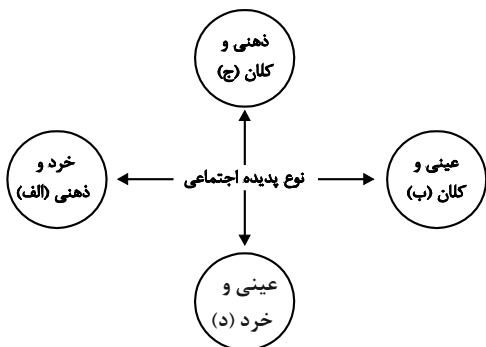 ذهنی و
کلان (ج)
عینی و
کلان (ب)
نوع پدیده اجتماعی
خرد و
ذهنی (الف)
عینی و
خرد (د)